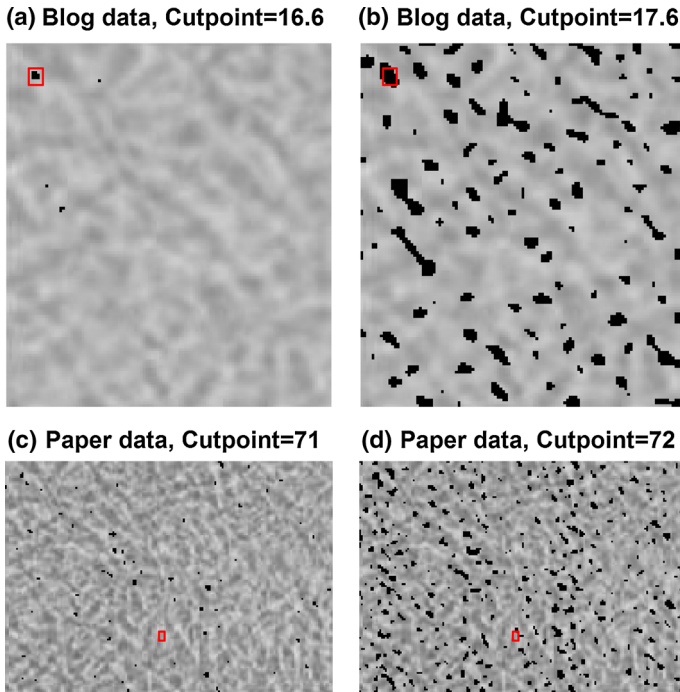 (a) Blog data, Cutpoint=16.6
(b) Blog data, Cutpoint=17.6
(c) Paper data, Cutpoint=71
(d) Paper data, Cutpoint=72